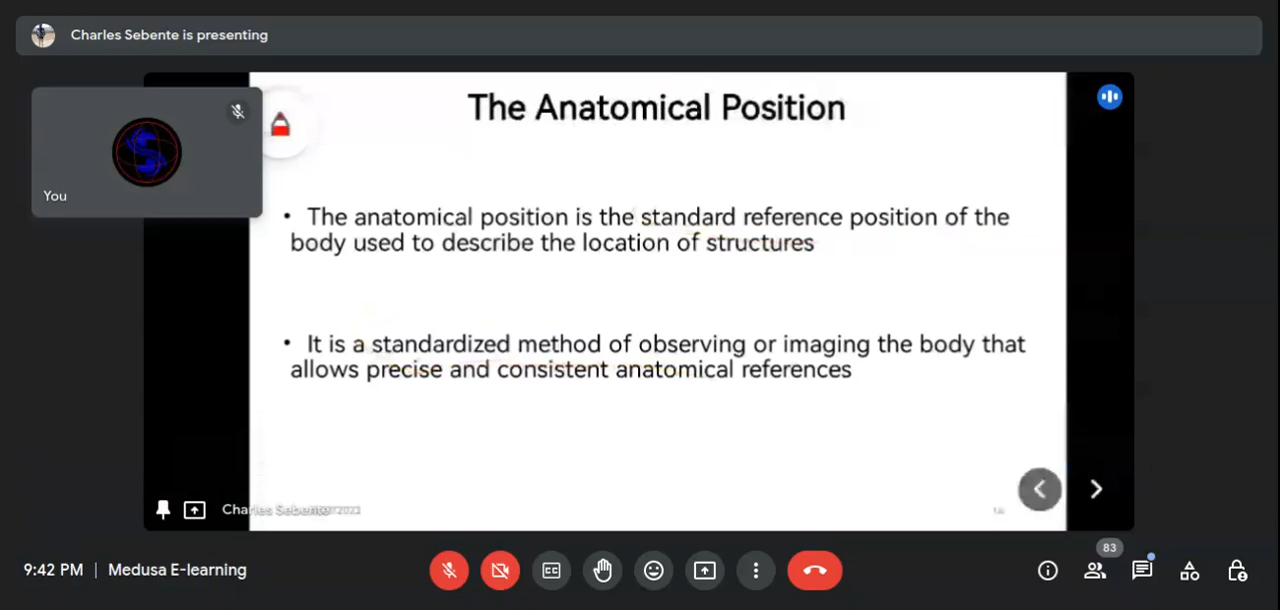 Charles Sebente is presenting
The Anatomical Position
You
• The anatomical position is the standard reference position of the
body used to describe the location of structures
• It is a standardized method of observing or imaging the body that
allows precise and consistent anatomical references
Charles Sebente
83
9:42 PM | Medusa E-learning
CC